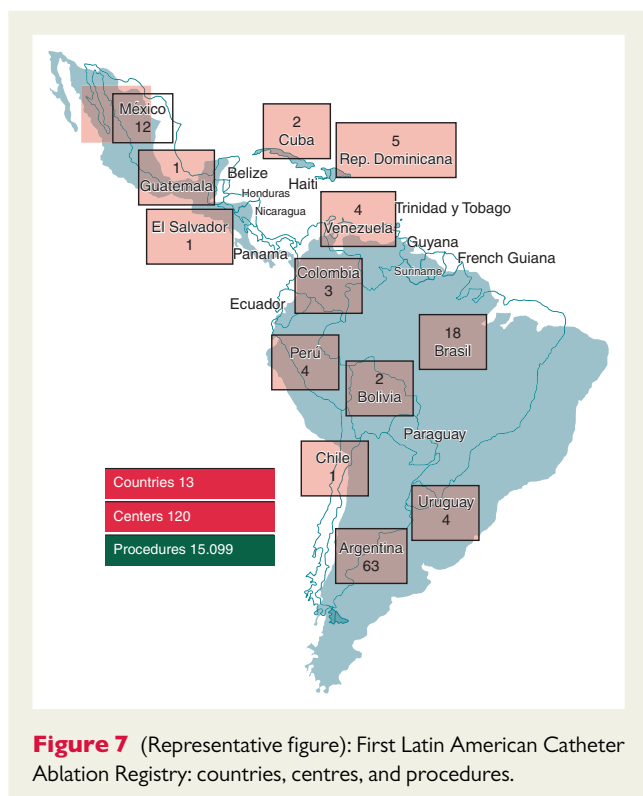 México
12
2
Cuba
5
Rep. Dominicana
1
Guatemala
Belize
Haiti
Honduras
Nicaragua
El Salvador
1
4
Venezuela
Trinidad y Tobago
Panama
Guyana
French Guiana
Suriname
Colombia
3
Ecuador
18
Brasil
Perú
4
2
Bolivia
Paraguay
Chile
1
Countries 13
Centers 120
Procedures 15.099
Uruguay
4
Argentina
63
Figure 7 (Representative figure): First Latin American Catheter
Ablation Registry: countries, centres, and procedures.